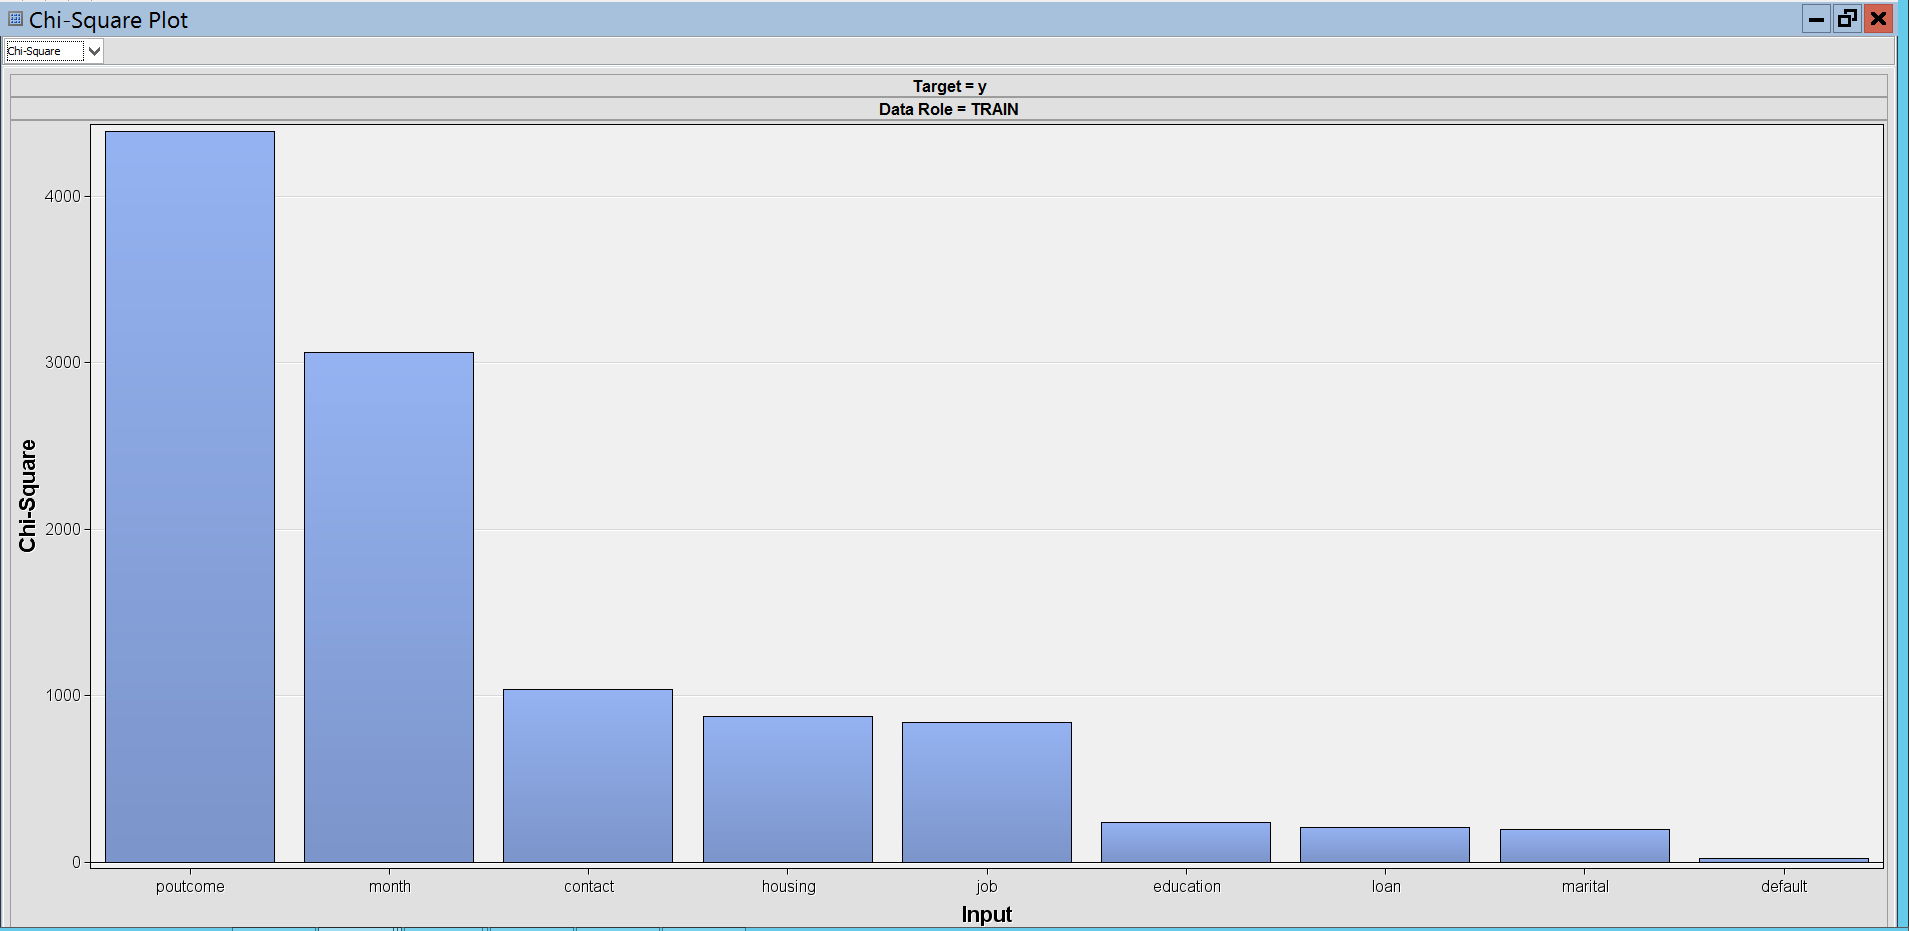 Chi-Square Plot
Chi-Square
Target = y
Data Role = TRAIN
4000
3000
2000
1000
0
Chi-Square
poutcome month contact housing job education loan marital default
Input